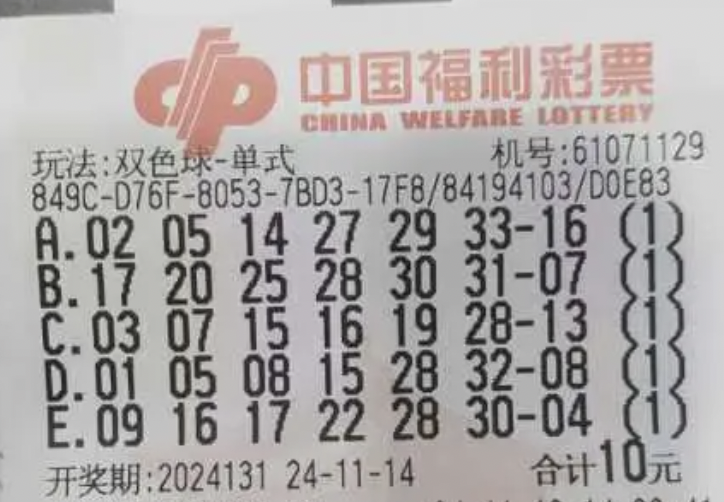 中国福利彩票
CHINA WELFARE LOTTERY
玩法:双色球-单式 机号:61071129
849C-D76F-8053-7BD3-17F8/84194103/D0E83
A.02 05 14 27 29 33-16 (1)
B.17 20 25 28 30 31-07 (1)
C.03 07 15 16 19 28-13 (1)
D.01 05 08 15 28 32-08 (1)
E.09 16 17 22 28 30-04 (1)
开奖期:2024131 24-11-14 合计10元